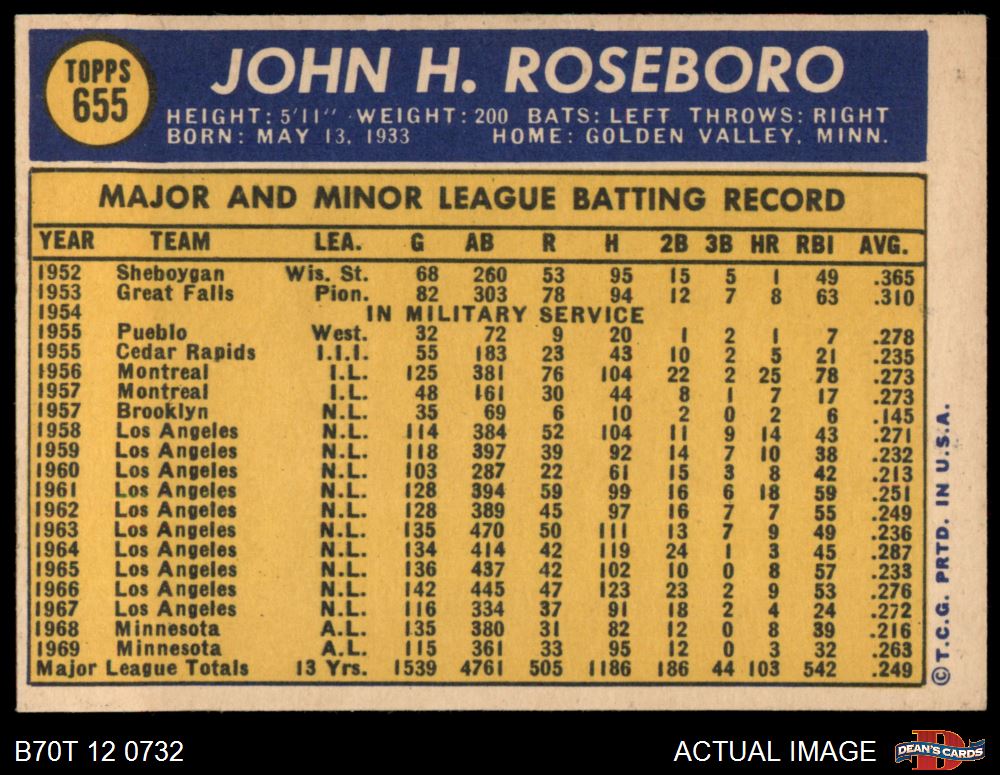 TOPPS
655
JOHN H. ROSEBORO
HEIGHT: 5'11" WEIGHT: 200 BATS: LEFT THROWS: RIGHT
BORN: MAY 13, 1933 HOME: GOLDEN VALLEY, MINN.
MAJOR AND MINOR LEAGUE BATTING RECORD
YEAR TEAM LEA. G AB R H 2B 3B HR RBI AVG.
1952 Sheboygan Wis. St. 68 260 53 95 15 5 1 49 .365
1953 Great Falls Pion. 82 303 78 94 12 7 8 63 .310
1954 IN MILITARY SERVICE
1955 Pueblo West. 32 72 9 20 1 2 1 7 .278
1955 Cedar Rapids I.I.I. 55 183 23 43 10 2 5 21 .235
1956 Montreal I.L. 125 381 76 104 22 2 25 78 .273
1957 Montreal I.L. 48 161 30 44 8 1 7 17 .273
1957 Brooklyn N.L. 35 69 6 10 2 0 2 6 .145
1958 Los Angeles N.L. 114 384 52 104 11 9 14 43 .271
1959 Los Angeles N.L. 118 397 39 92 14 7 10 38 .232
1960 Los Angeles N.L. 103 287 22 61 15 3 8 42 .213
1961 Los Angeles N.L. 128 394 59 99 16 6 18 59 .251
1962 Los Angeles N.L. 128 389 45 97 16 7 7 55 .249
1963 Los Angeles N.L. 135 470 50 111 13 7 9 49 .236
1964 Los Angeles N.L. 134 414 42 119 24 1 3 45 .287
1965 Los Angeles N.L. 136 437 42 102 10 0 8 57 .233
1966 Los Angeles N.L. 142 445 47 123 23 2 9 53 .276
1967 Los Angeles N.L. 116 334 37 91 18 2 4 24 .272
1968 Minnesota A.L. 135 380 31 82 12 0 8 39 .216
1969 Minnesota A.L. 115 361 33 95 12 0 3 32 .263
Major League Totals 13 Yrs. 1539 4761 505 1186 186 44 103 542 .249
© T.C.G. PRTD. IN U.S.A.
B70T 12 0732
ACTUAL IMAGE
DEAN'S CARDS